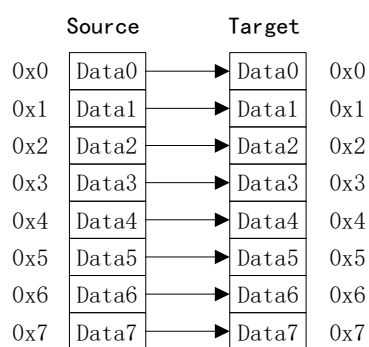 Source Target
0x0 Data0 Data0 0x0
0x1 Data1 Data1 0x1
0x2 Data2 Data2 0x2
0x3 Data3 Data3 0x3
0x4 Data4 Data4 0x4
0x5 Data5 Data5 0x5
0x6 Data6 Data6 0x6
0x7 Data7 Data7 0x7